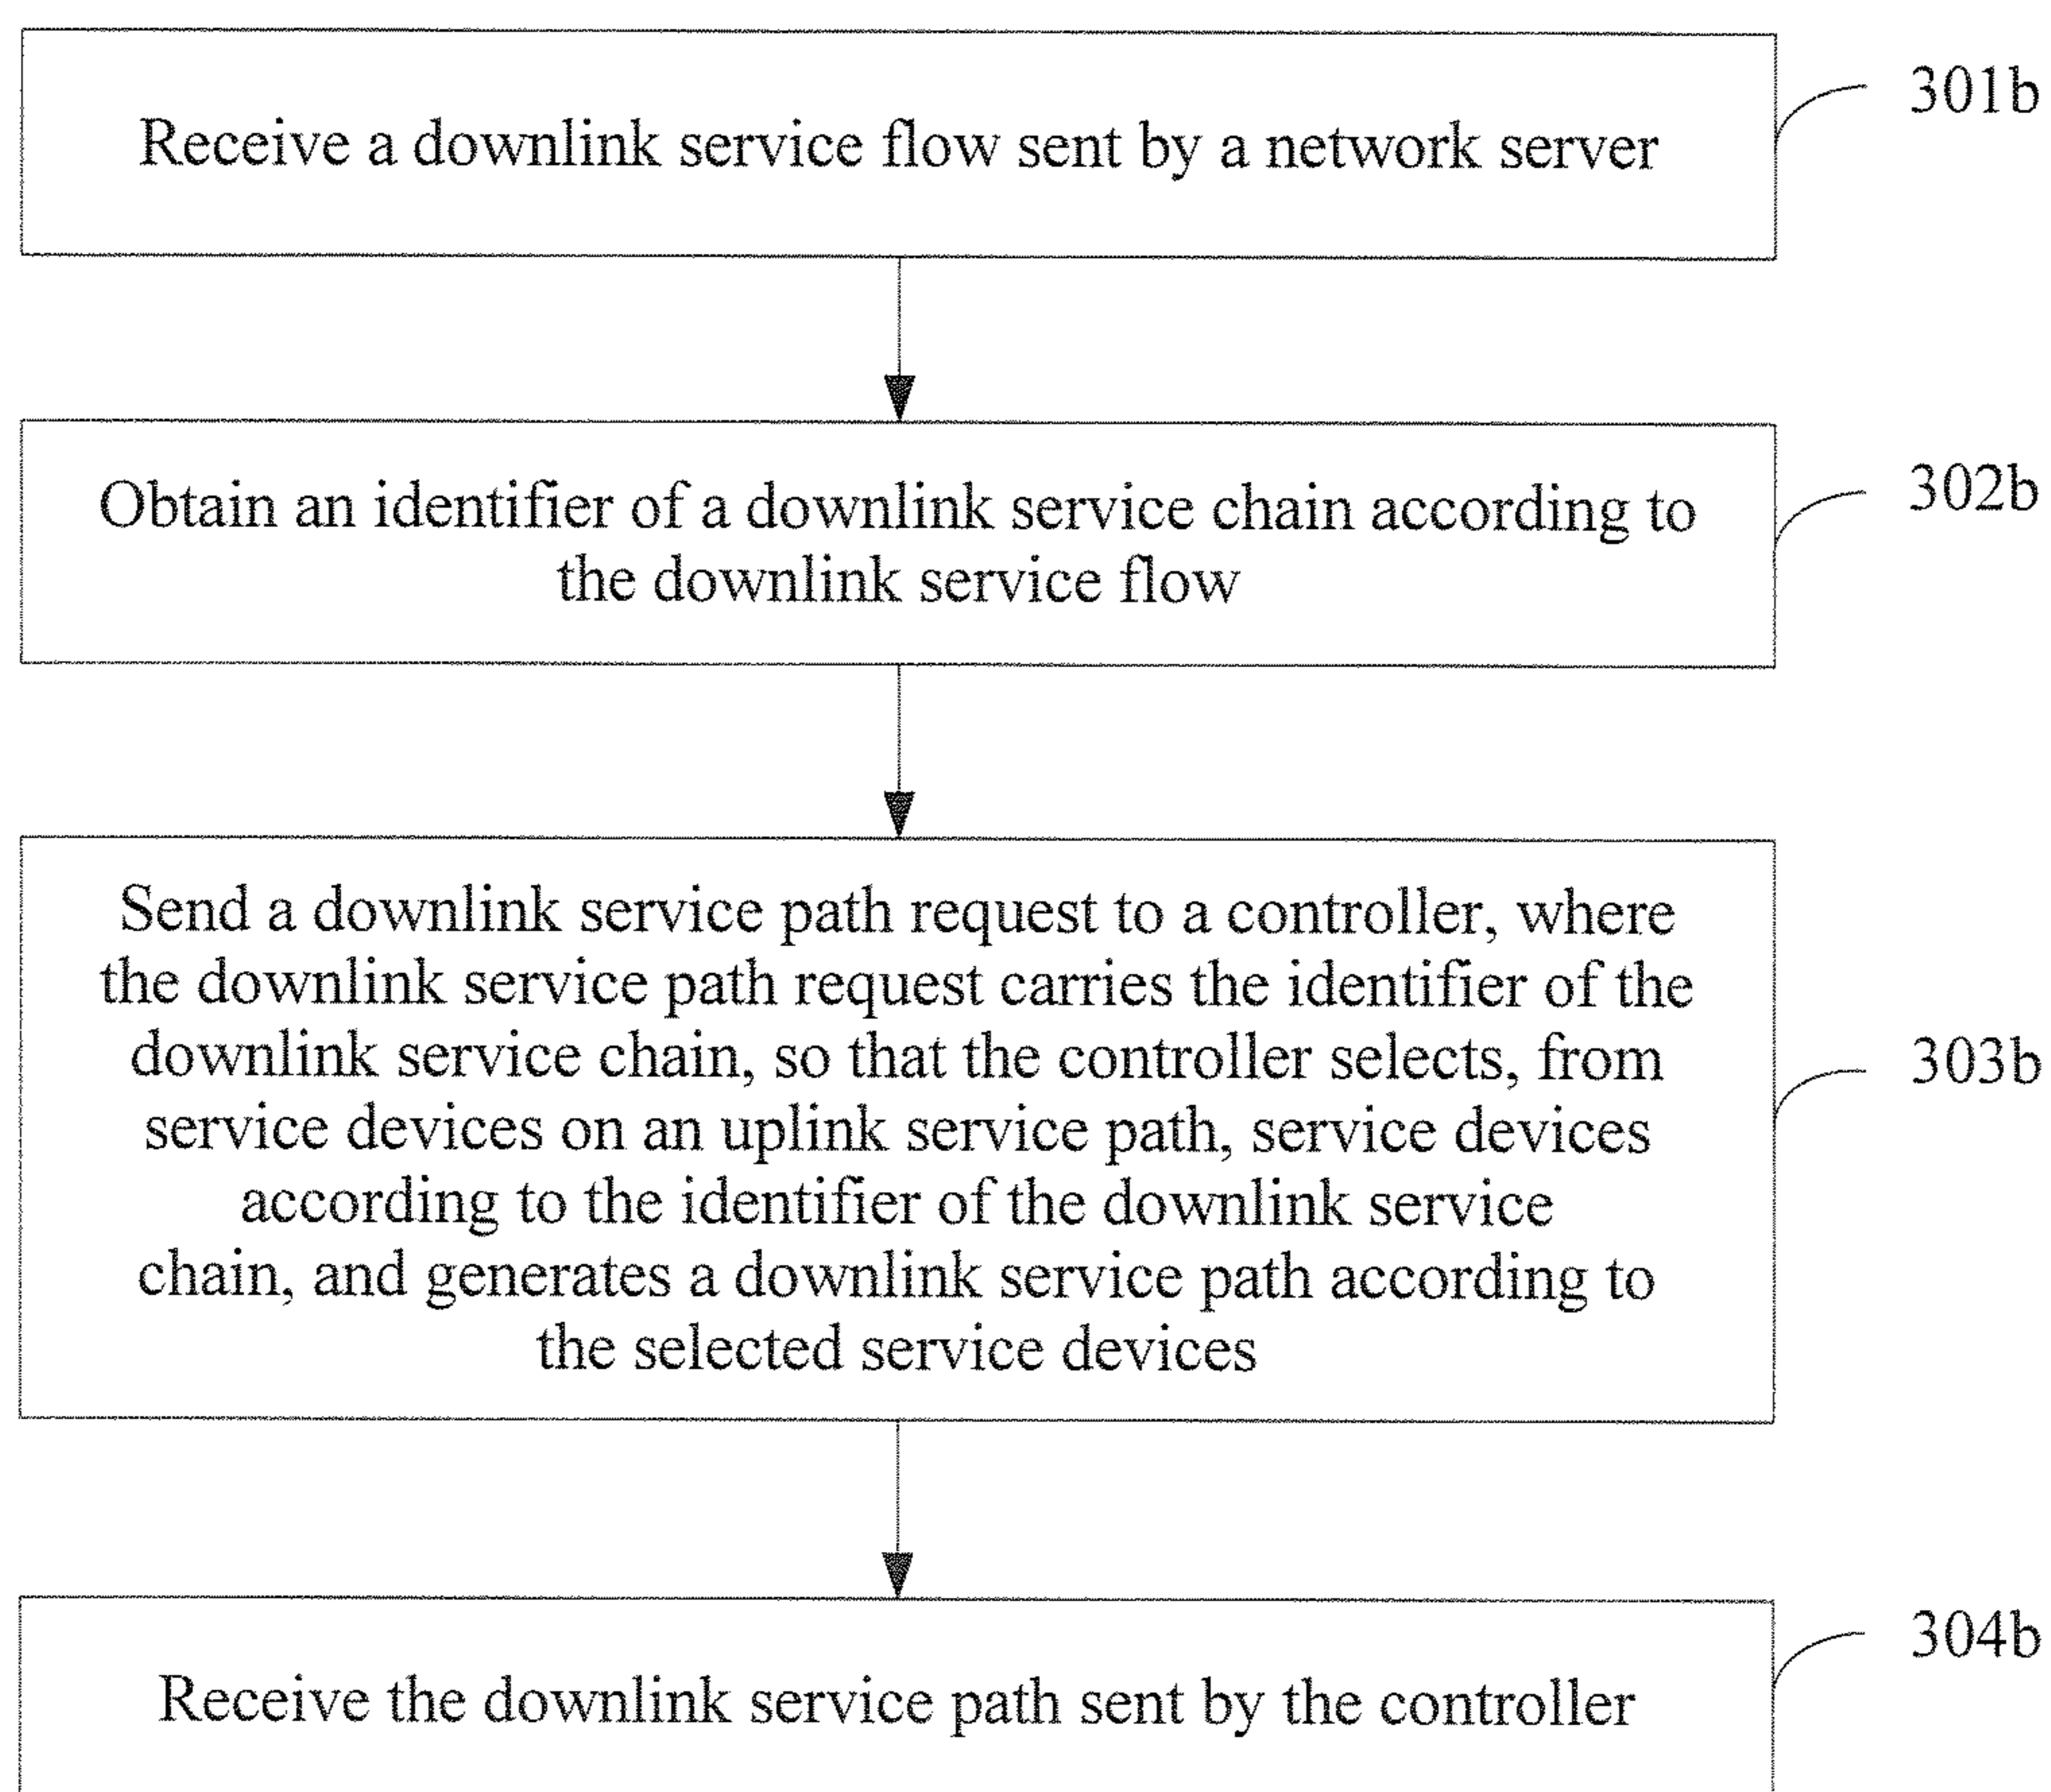 Receive a downlink service flow sent by a network server
301b
Obtain an identifier of a downlink service chain according to
the downlink service flow
302b
Send a downlink service path request to a controller, where
the downlink service path request carries the identifier of the
downlink service chain, so that the controller selects, from
service devices on an uplink service path, service devices
according to the identifier of the downlink service
chain, and generates a downlink service path according to
the selected service devices
303b
Receive the downlink service path sent by the controller
304b